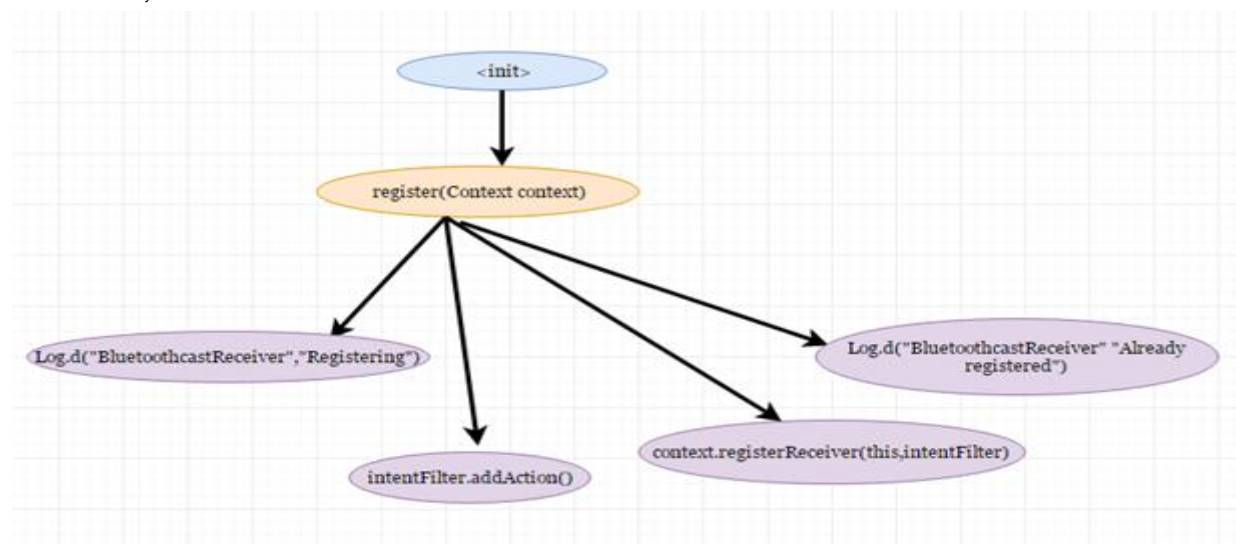 <init>
register(Context context)
Log.d("BluetoothcastReceiver","Registering")
Log.d("BluetoothcastReceiver" "Already
registered")
context.registerReceiver(this,intentFilter)
intentFilter.addAction()